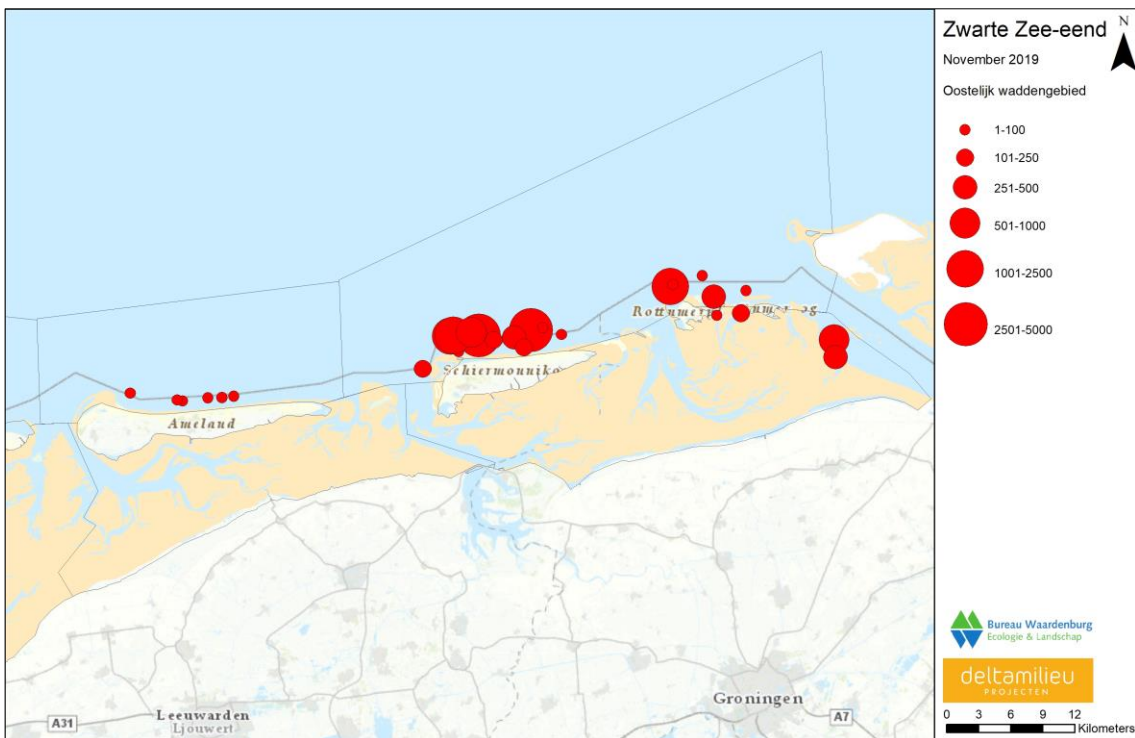 Zwarte Zee-eend
N
November 2019
Oostelijk waddengebied
1-100
101-250
251-500
501-1000
1001-2500
2501-5000
Schiermonniko
Ameland
Groningen
Leeuwarden
Ljouwert
A31
A7
Bureau Waardenburg
Ecologie & Landschap
deltamilieu
PROJECTEN
0 3 6 9 12
Kilometers